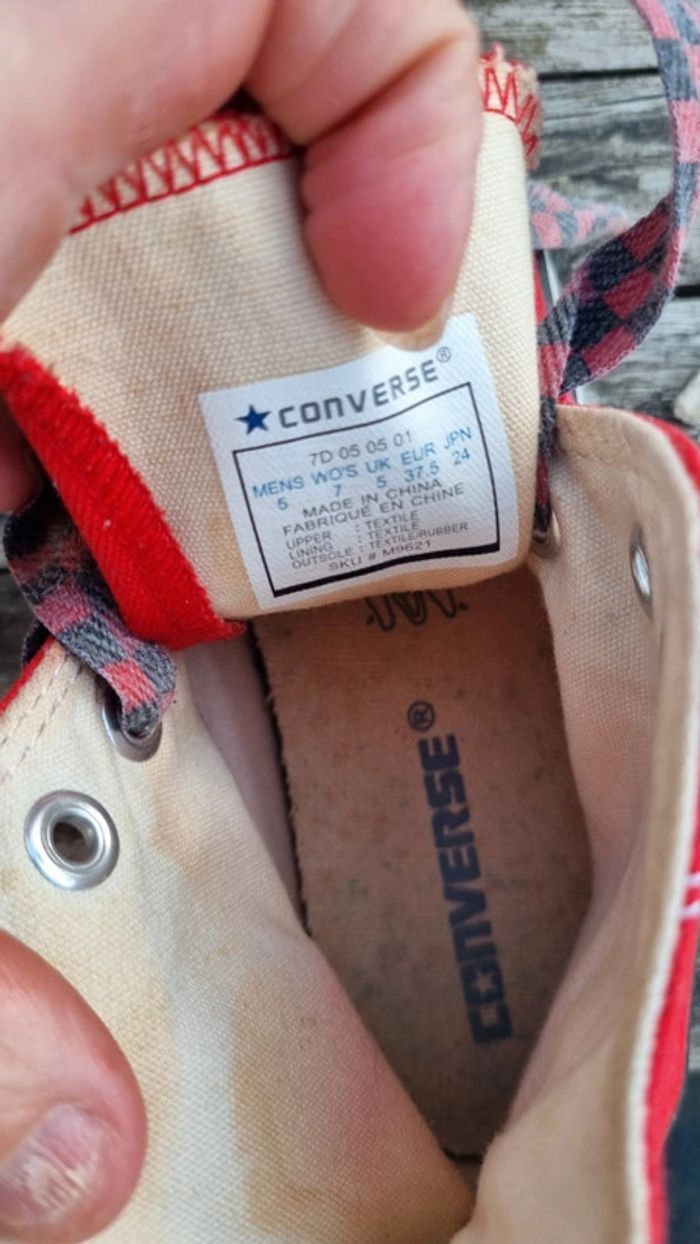 CONVERSE®
7D 05 05 01
MENS WO'S UK EUR JPN
5 7 5 37.5 24
MADE IN CHINA
FABRIQUE EN CHINE
UPPER : TEXTILE
LINING : TEXTILE
OUTSOLE : TEXTILE/RUBBER
SKU # M9621
CONVERSE®